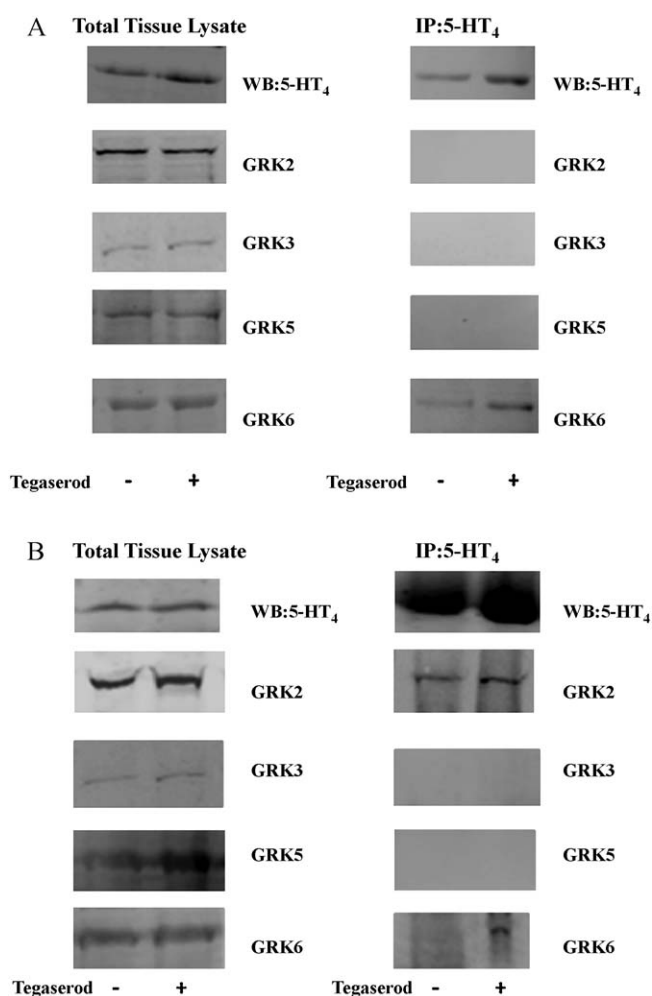 A Total Tissue Lysate IP:5-HT₄
WB:5-HT₄ WB:5-HT₄
GRK2 GRK2
GRK3 GRK3
GRK5 GRK5
GRK6 GRK6
Tegaserod - + Tegaserod - +
B Total Tissue Lysate IP:5-HT₄
WB:5-HT₄ WB:5-HT₄
GRK2 GRK2
GRK3 GRK3
GRK5 GRK5
GRK6 GRK6
Tegaserod - + Tegaserod - +